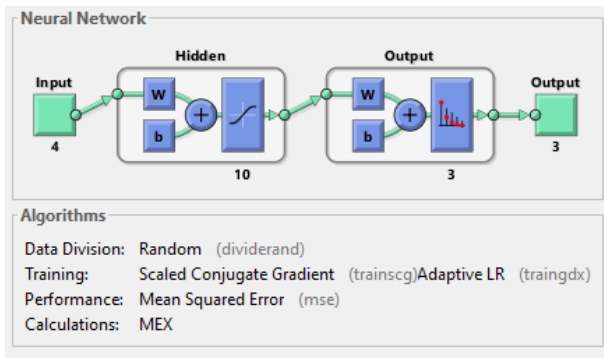 Neural Network
Hidden
Output
Input
W
b
W
b
Output
4
10
3
3
Algorithms
Data Division: Random (dividerand)
Training: Scaled Conjugate Gradient (trainscg)Adaptive LR (traingdx)
Performance: Mean Squared Error (mse)
Calculations: MEX